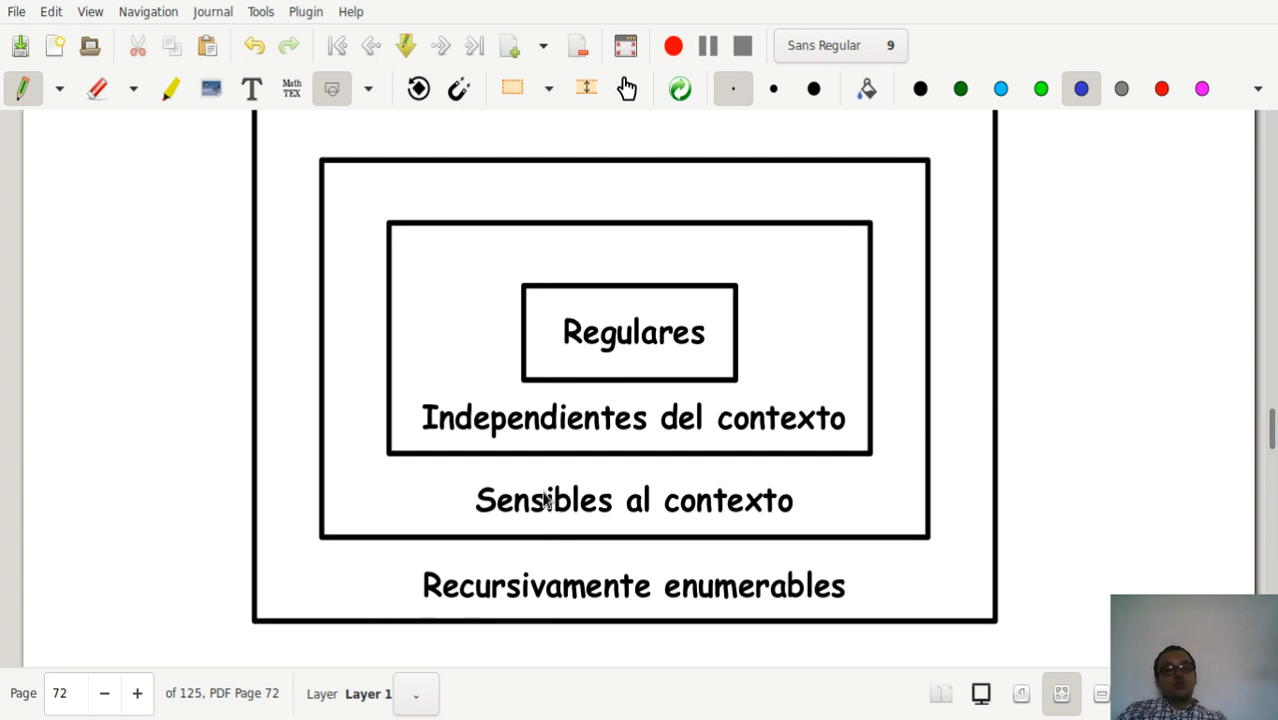 File Edit View Navigation Journal Tools Plugin Help
Sans Regular 9
T Math TEX
Regulares
Independientes del contexto
Sensibles al contexto
Recursivamente enumerables
Page 72 − + of 125, PDF Page 72 Layer Layer 1